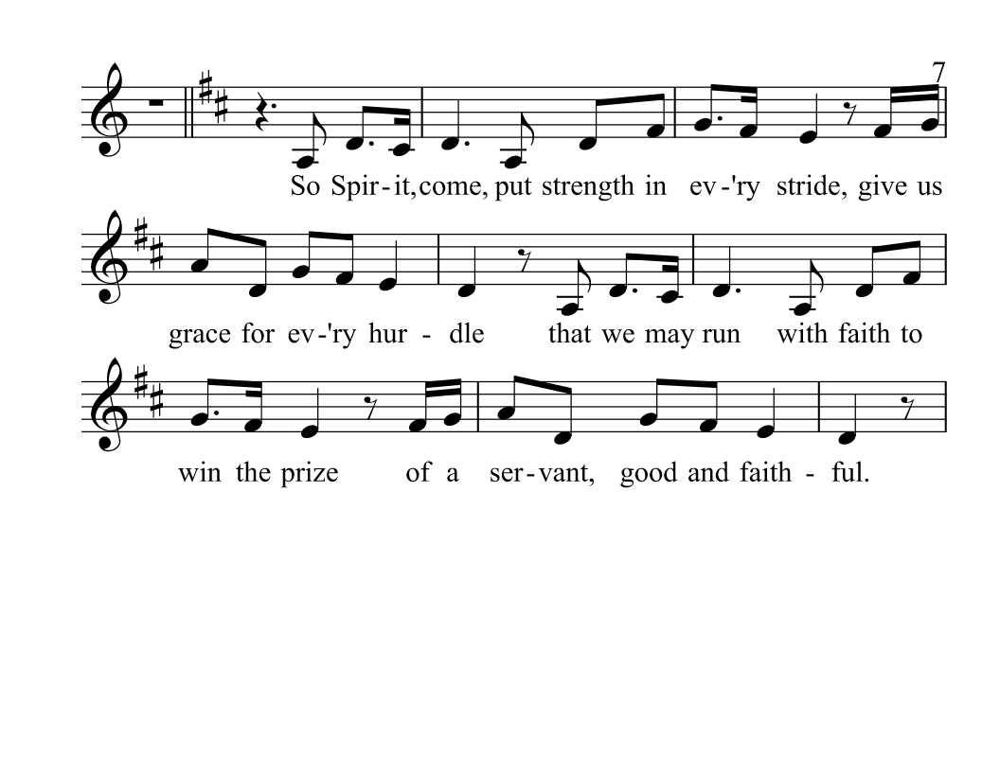 7
So Spir-it, come, put strength in ev-'ry stride, give us
grace for ev-'ry hur - dle that we may run with faith to
win the prize of a ser-vant, good and faith - ful.